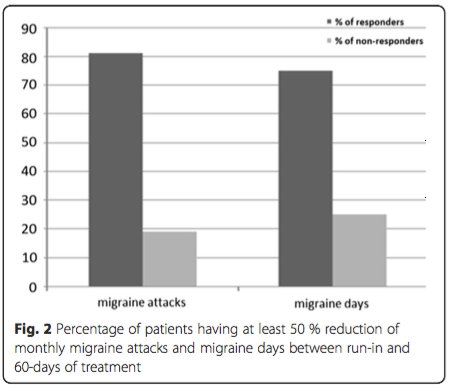 % of responders
% of non-responders
90
80
70
60
50
40
30
20
10
0
migraine attacks
migraine days
Fig. 2 Percentage of patients having at least 50 % reduction of
monthly migraine attacks and migraine days between run-in and
60-days of treatment